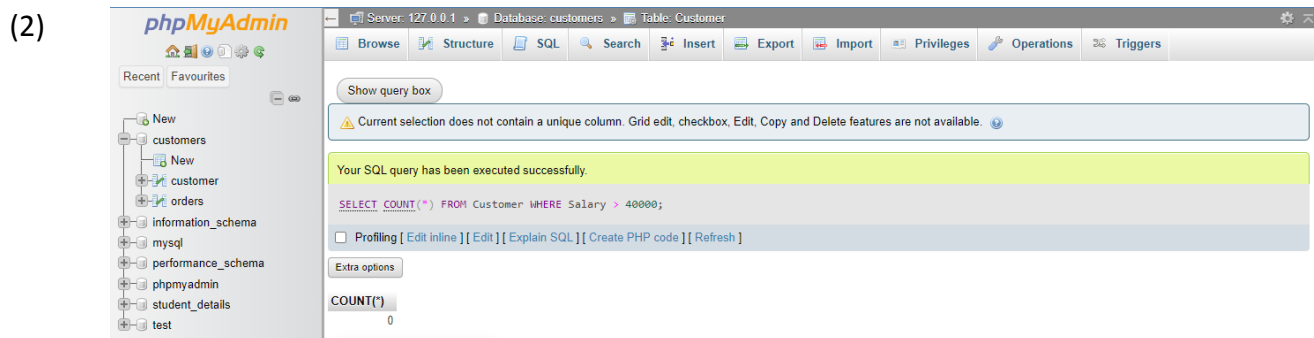 (2)
phpMyAdmin
Recent Favourites
New
customers
New
customer
orders
information_schema
mysql
performance_schema
phpmyadmin
student_details
test
Server: 127.0.0.1 » Database: customers » Table: Customer
Browse Structure SQL Search Insert Export Import Privileges Operations Triggers
Show query box
Current selection does not contain a unique column. Grid edit, checkbox, Edit, Copy and Delete features are not available.
Your SQL query has been executed successfully.
SELECT COUNT(*) FROM Customer WHERE Salary > 40000;
Profiling [ Edit inline ] [ Edit ] [ Explain SQL ] [ Create PHP code ] [ Refresh ]
Extra options
COUNT(*)
0